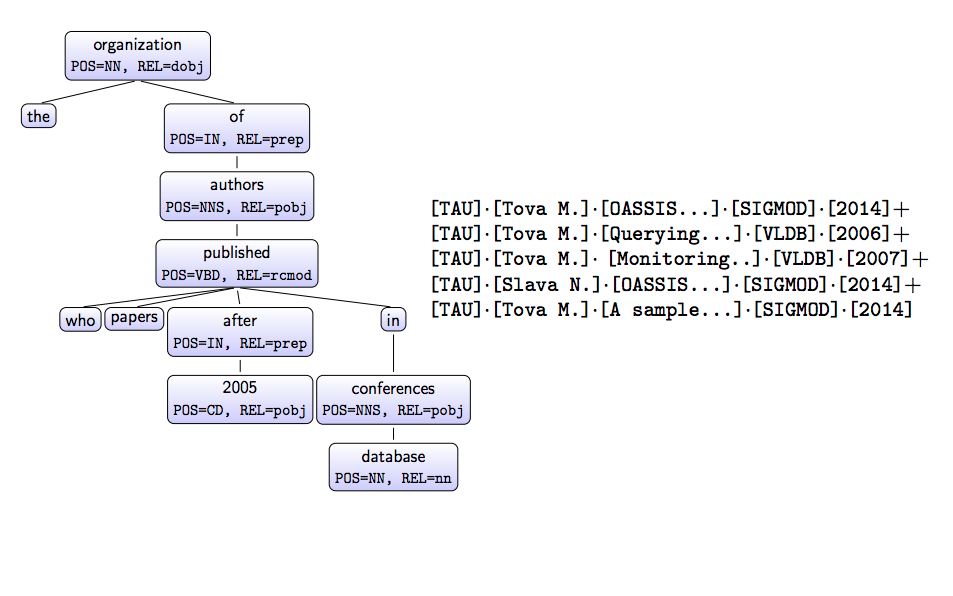 organization
POS=NN, REL=dobj
the
of
POS=IN, REL=prep
authors
POS=NNS, REL=pobj
published
POS=VBD, REL=rcmod
who
papers
after
POS=IN, REL=prep
in
2005
POS=CD, REL=pobj
conferences
POS=NNS, REL=pobj
database
POS=NN, REL=nn
[TAU]·[Tova M.]·[OASSIS...]·[SIGMOD]·[2014]+
[TAU]·[Tova M.]·[Querying...]·[VLDB]·[2006]+
[TAU]·[Tova M.]· [Monitoring..]·[VLDB]·[2007]+
[TAU]·[Slava N.]·[OASSIS...]·[SIGMOD]·[2014]+
[TAU]·[Tova M.]·[A sample...]·[SIGMOD]·[2014]